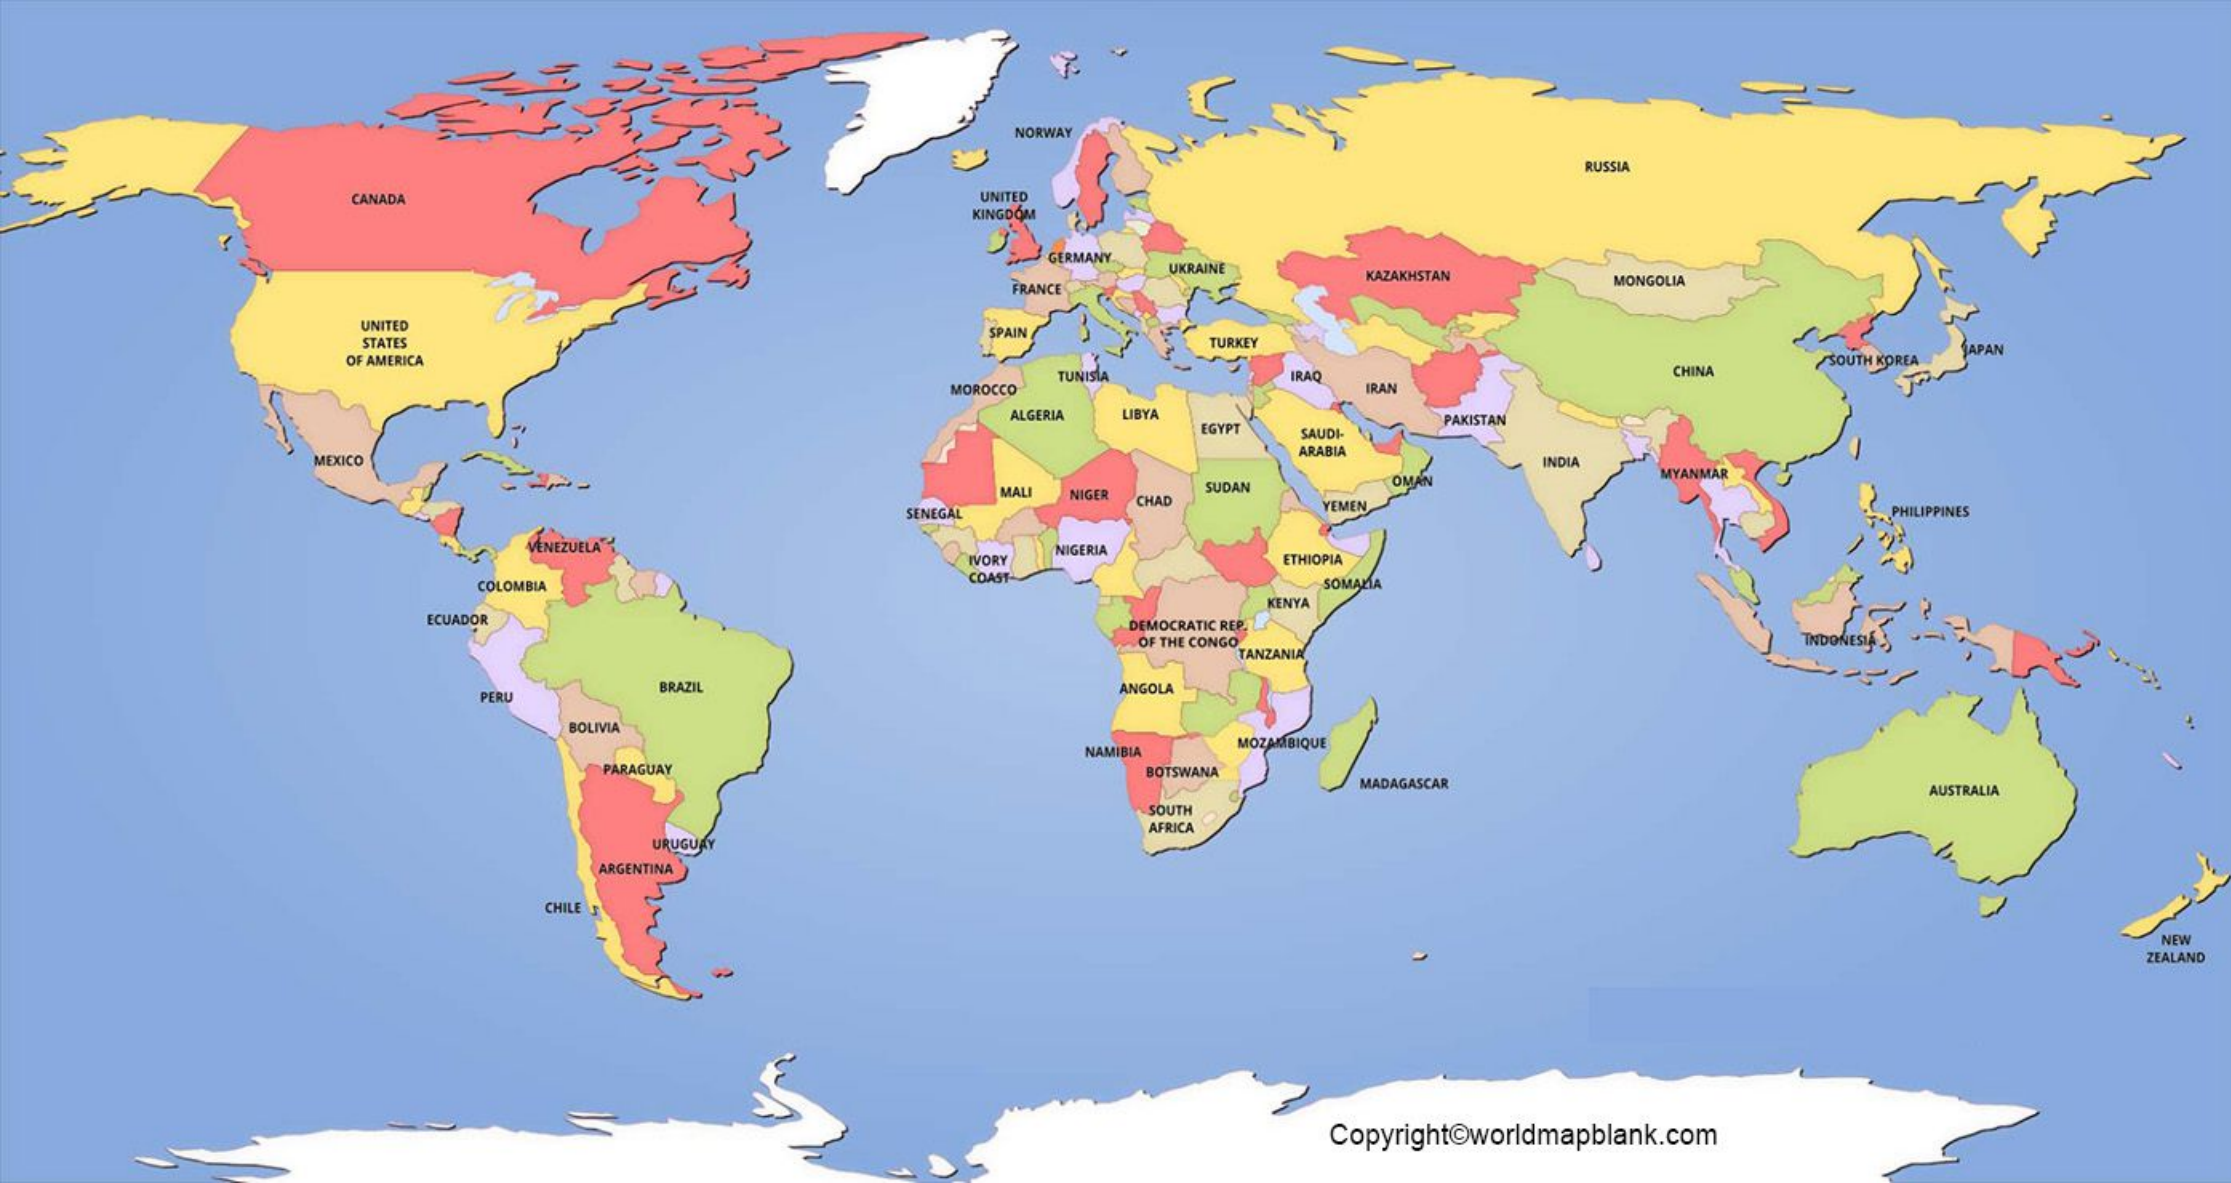 NORWAY
RUSSIA
CANADA
UNITED
KINGDOM
GERMANY
UKRAINE
KAZAKHSTAN
MONGOLIA
FRANCE
UNITED
STATES
OF AMERICA
SPAIN
TURKEY
SOUTH KOREA
JAPAN
CHINA
MOROCCO
TUNISIA
IRAQ
IRAN
ALGERIA
LIBYA
EGYPT
PAKISTAN
SAUDI-
ARABIA
MEXICO
INDIA
MYANMAR
OMAN
MALI
NIGER
CHAD
SUDAN
YEMEN
SENEGAL
PHILIPPINES
VENEZUELA
IVORY
COAST
NIGERIA
ETHIOPIA
COLOMBIA
SOMALIA
KENYA
ECUADOR
DEMOCRATIC REP.
OF THE CONGO
INDONESIA
TANZANIA
PERU
BRAZIL
ANGOLA
BOLIVIA
NAMIBIA
MOZAMBIQUE
PARAGUAY
BOTSWANA
MADAGASCAR
AUSTRALIA
SOUTH
AFRICA
URUGUAY
ARGENTINA
CHILE
NEW
ZEALAND
Copyright©worldmapblank.com